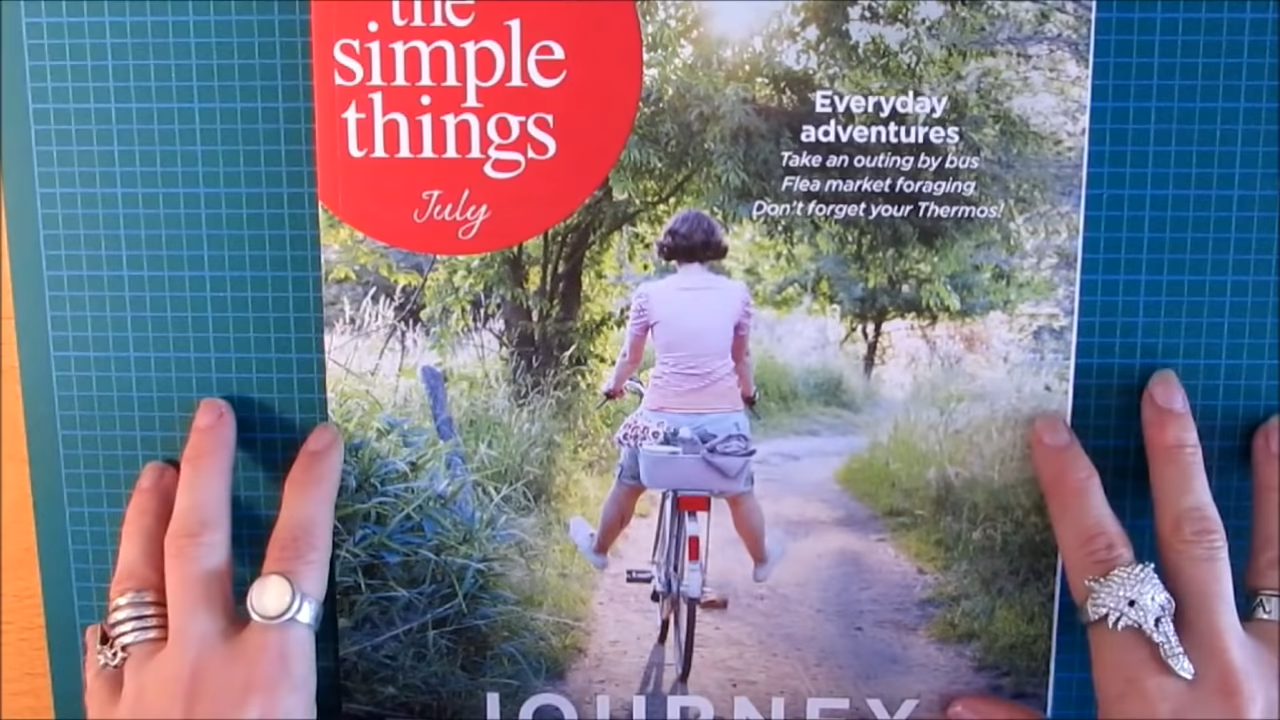 the
simple
things
July
Everyday
adventures
Take an outing by bus
Flea market foraging
Don't forget your Thermos!
JOURNEY